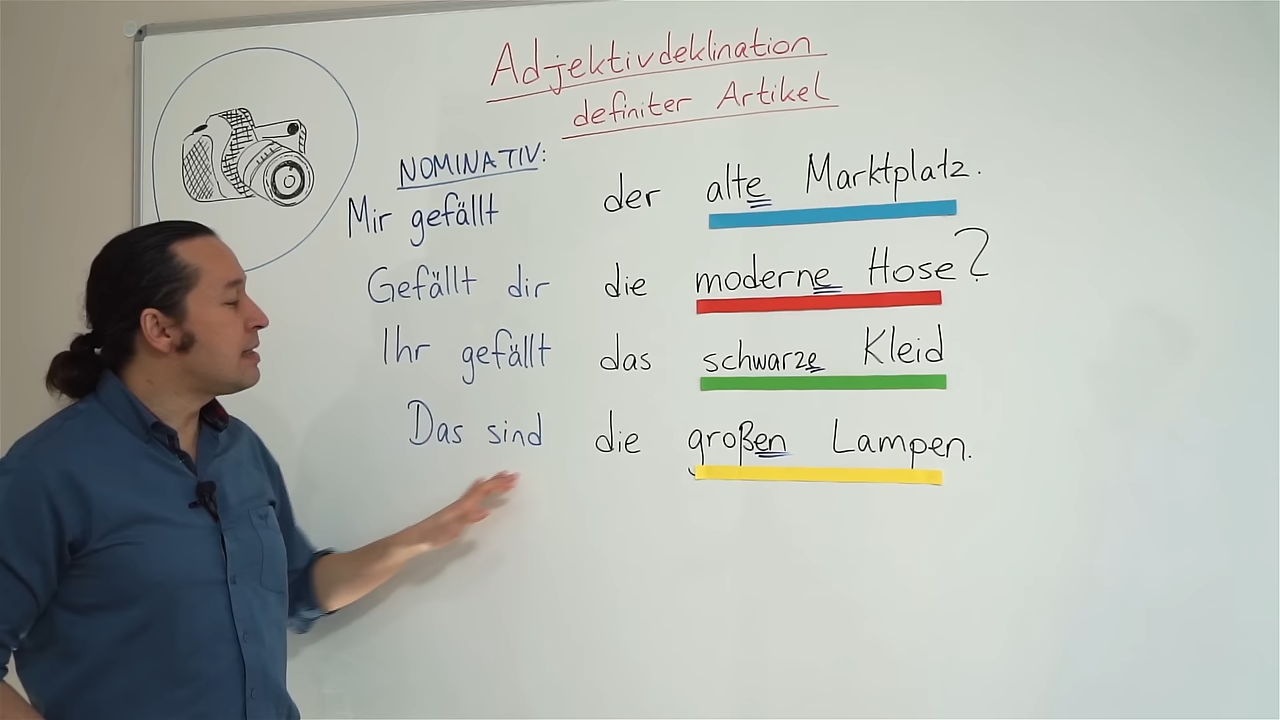 Adjektivdeklination
definiter Artikel
NOMINATIV:
Mir gefällt der alte Marktplatz.
Gefällt dir die moderne Hose?
Ihr gefällt das schwarze Kleid
Das sind die großen Lampen.